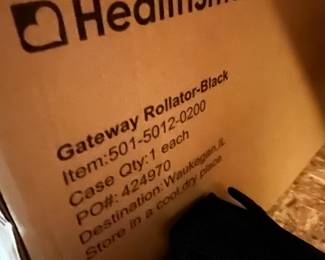 HealthSmart
Gateway Rollator-Black
Item:501-5012-0200
Case Qty:1 each
PO#: 424970
Destination:Waukegan,IL
Store in a cool,dry place